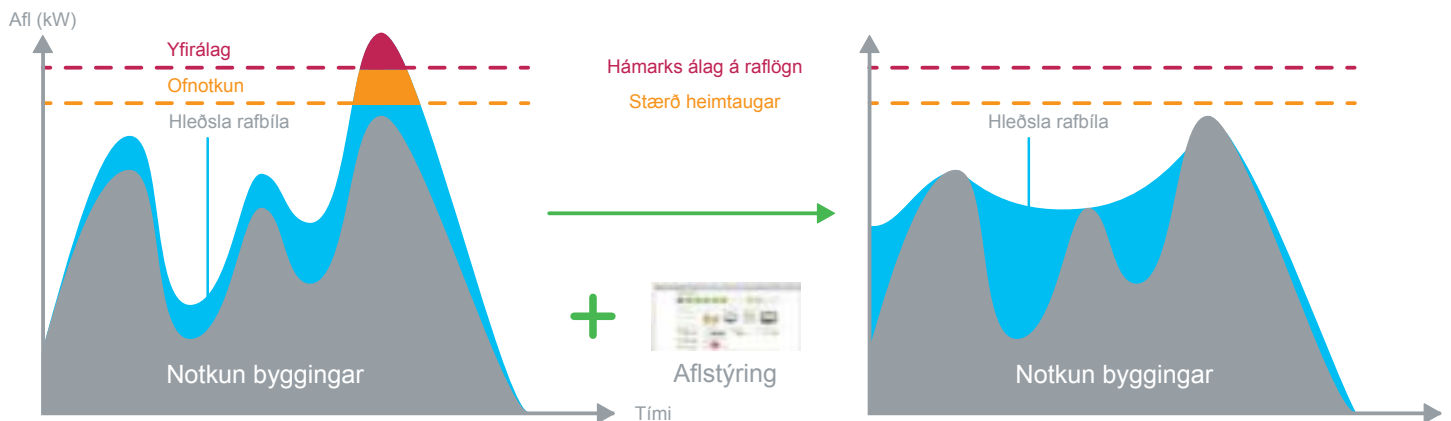 Afl (kW)
Yfirálag
Ofnotkun
Hleðsla rafbíla
Notkun byggingar
Tími
Hámarks álag á raflögn
Stærð heimtaugar
Aflstýring
Hleðsla rafbíla
Notkun byggingar